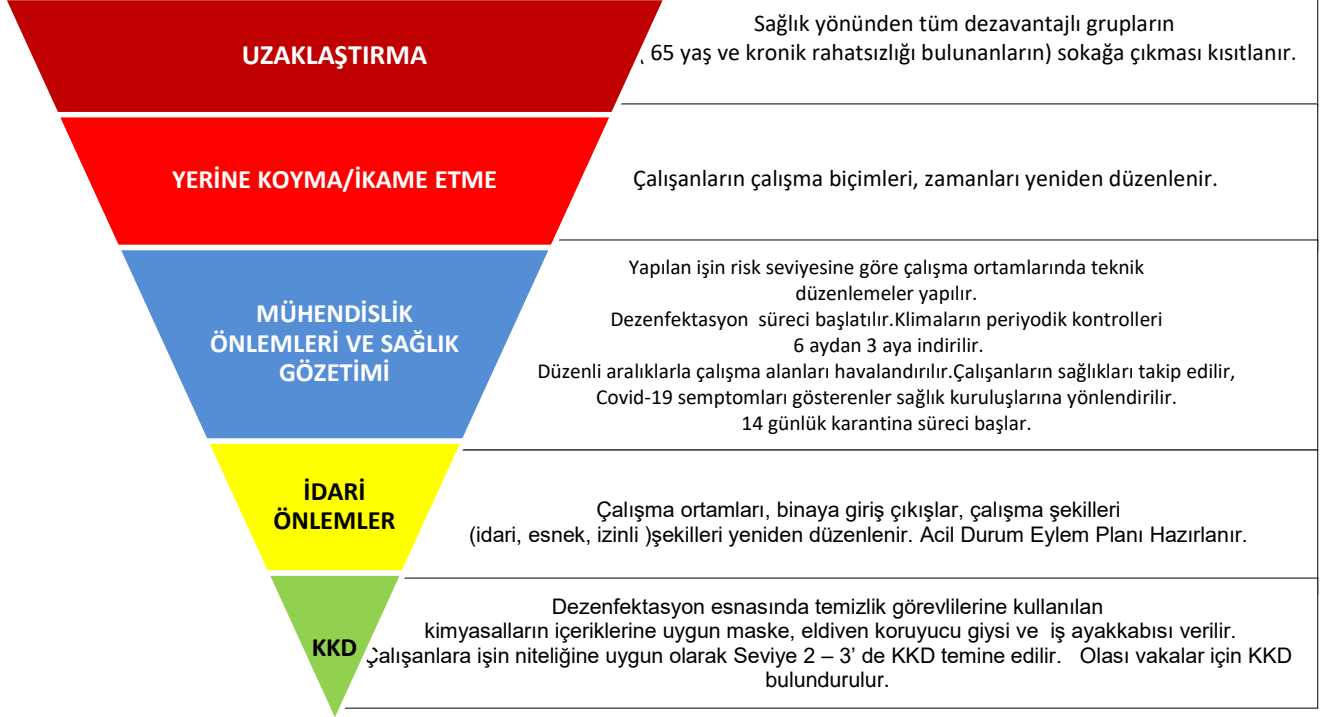 UZAKLAŞTIRMA
Sağlık yönünden tüm dezavantajlı grupların
( 65 yaş ve kronik rahatsızlığı bulunanların) sokağa çıkması kısıtlanır.
YERİNE KOYMA/İKAME ETME
Çalışanların çalışma biçimleri, zamanları yeniden düzenlenir.
MÜHENDİSLİK
ÖNLEMLERİ VE SAĞLIK
GÖZETİMİ
Yapılan işin risk seviyesine göre çalışma ortamlarında teknik
düzenlemeler yapılır.
Dezenfektasyon süreci başlatılır.Klimaların periyodik kontrolleri
6 aydan 3 aya indirilir.
Düzenli aralıklarla çalışma alanları havalandırılır.Çalışanların sağlıkları takip edilir,
Covid-19 semptomları gösterenler sağlık kuruluşlarına yönlendirilir.
14 günlük karantina süreci başlar.
İDARİ
ÖNLEMLER
Çalışma ortamları, binaya giriş çıkışlar, çalışma şekilleri
(idari, esnek, izinli )şekilleri yeniden düzenlenir. Acil Durum Eylem Planı Hazırlanır.
KKD
Dezenfektasyon esnasında temizlik görevlilerine kullanılan
kimyasalların içeriklerine uygun maske, eldiven koruyucu giysi ve iş ayakkabısı verilir.
Çalışanlara işin niteliğine uygun olarak Seviye 2 – 3' de KKD temine edilir. Olası vakalar için KKD
bulundurulur.